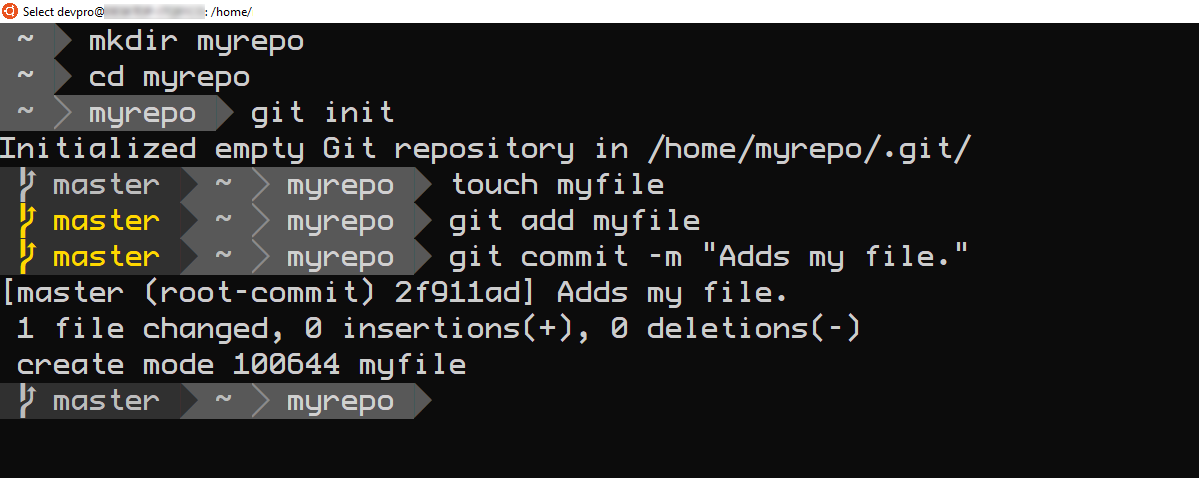 Select devpro@ : /home/
~ mkdir myrepo
~ cd myrepo
~ myrepo git init
Initialized empty Git repository in /home/myrepo/.git/
master ~ myrepo touch myfile
master ~ myrepo git add myfile
master ~ myrepo git commit -m "Adds my file."
[master (root-commit) 2f911ad] Adds my file.
1 file changed, 0 insertions(+), 0 deletions(-)
create mode 100644 myfile
master ~ myrepo